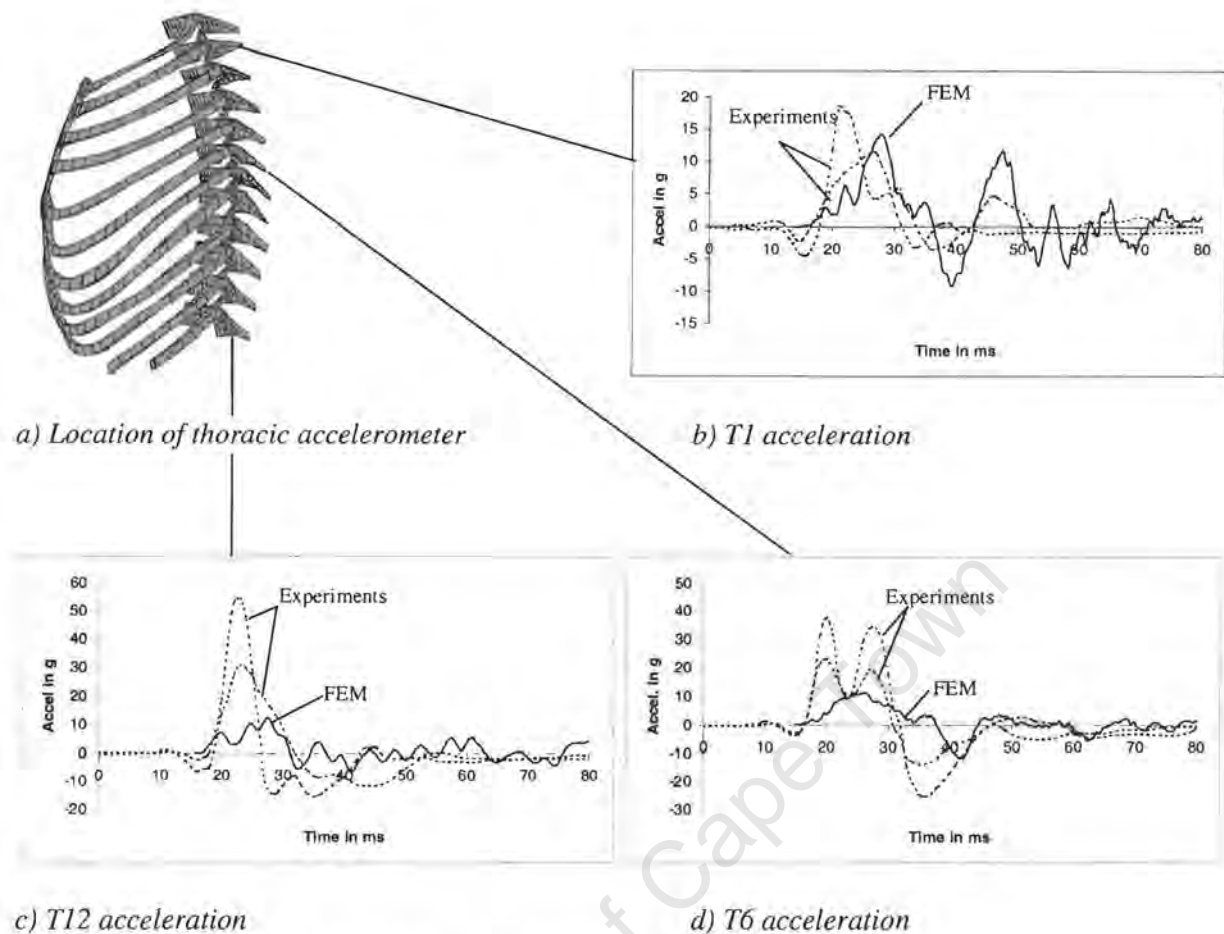 20
15
10
5
0
-5
-10
-15
Accel in g
Experiments
FEM
0 10 20 30 40 50 60 70 80
Time in ms
a) Location of thoracic accelerometer
b) T1 acceleration
60
50
40
30
20
10
0
-10
-20
Accel in g
Experiments
FEM
0 10 20 30 40 50 60 70 80
Time in ms
50
40
30
20
10
0
-10
-20
-30
Accel. in g
Experiments
FEM
0 10 20 30 40 50 60 70 80
Time in ms
c) T12 acceleration
d) T6 acceleration
of Cape Town